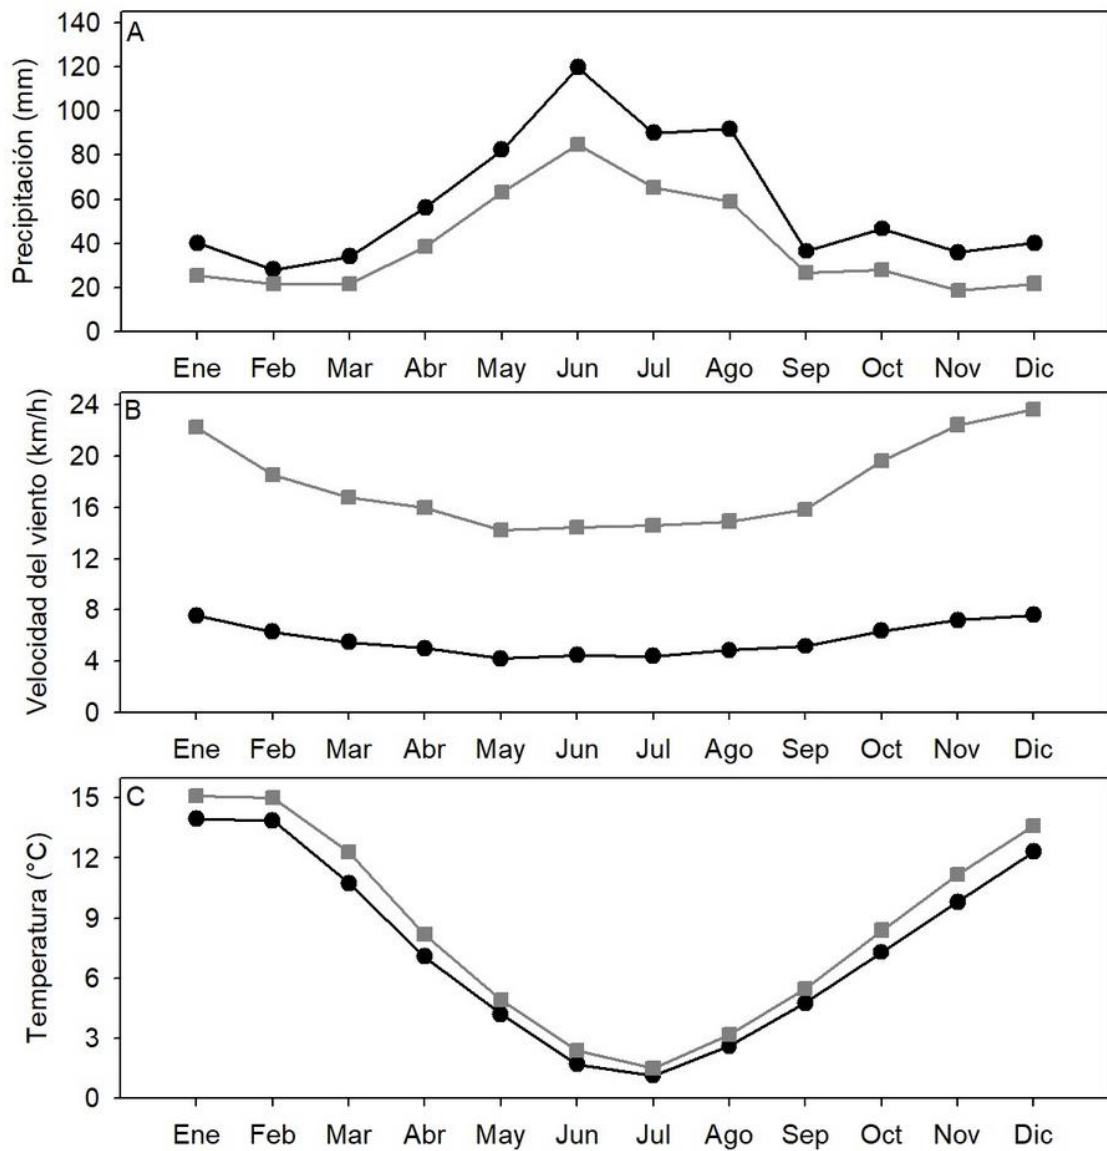 A
Precipitación (mm)
140
120
100
80
60
40
20
0
Ene Feb Mar Abr May Jun Jul Ago Sep Oct Nov Dic
B
Velocidad del viento (km/h)
24
20
16
12
8
4
0
Ene Feb Mar Abr May Jun Jul Ago Sep Oct Nov Dic
C
Temperatura (°C)
15
12
9
6
3
0
Ene Feb Mar Abr May Jun Jul Ago Sep Oct Nov Dic